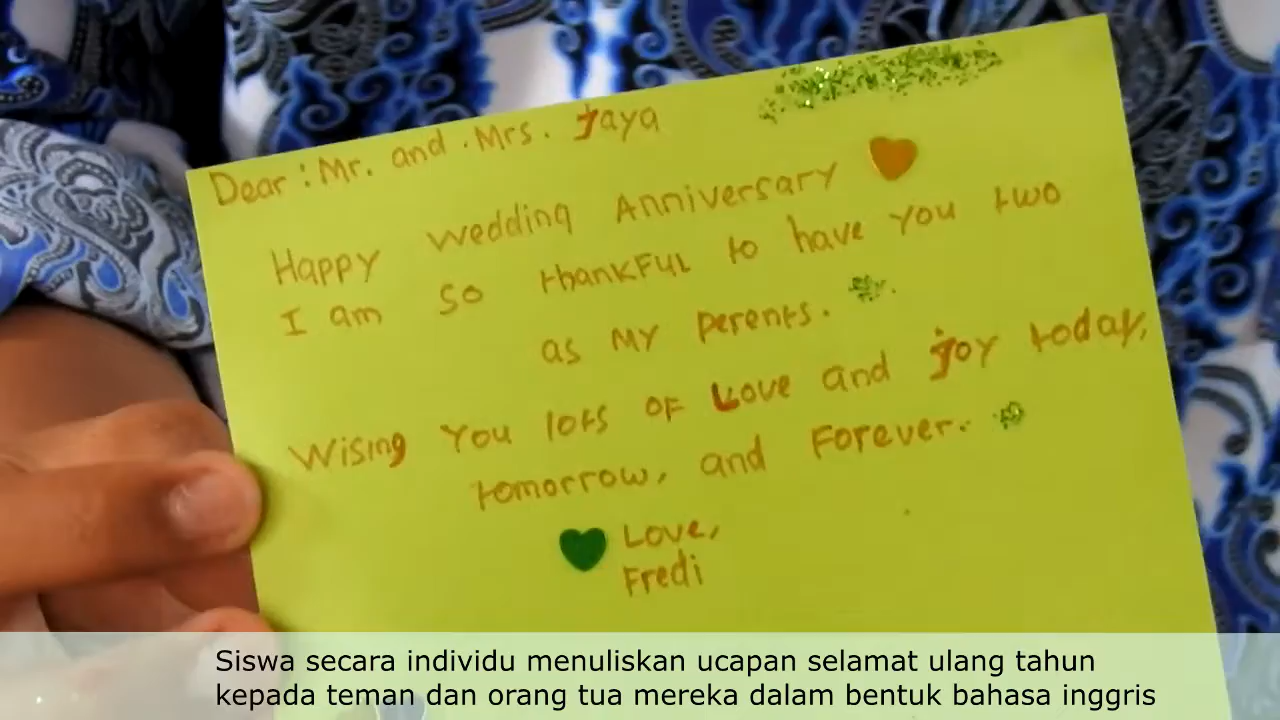 Dear : Mr. and .Mrs. Jaya
Happy wedding Anniversary
I am so thankFul to have you two
as my perents.
Wising You lots oF Love and Joy today,
tomorrow, and Forever.
Love,
Fredi
Siswa secara individu menuliskan ucapan selamat ulang tahun
kepada teman dan orang tua mereka dalam bentuk bahasa inggris